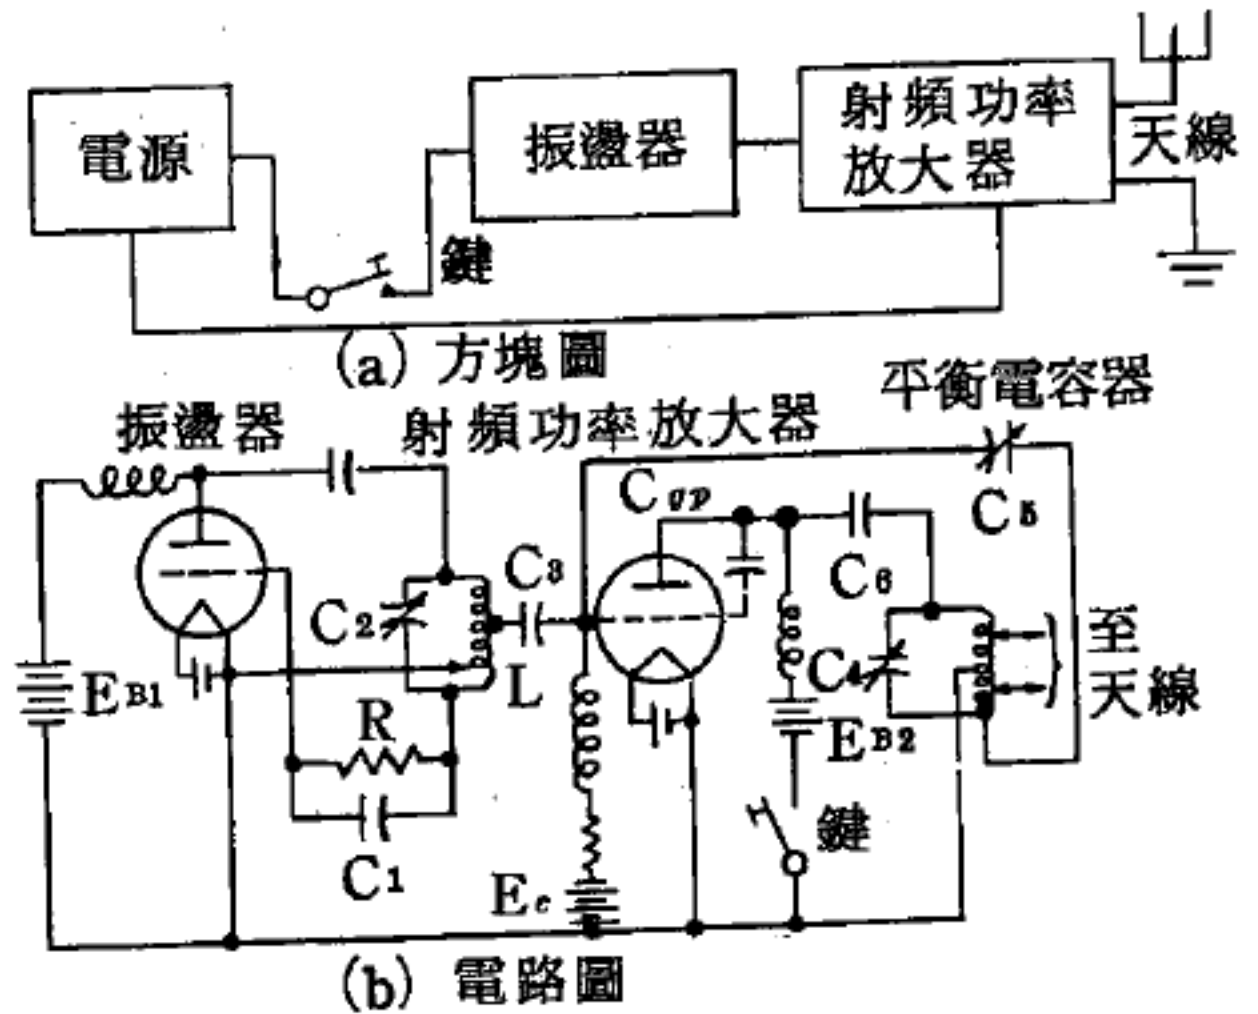 電源
振盪器
射頻功率
放大器
天線
鍵
(a) 方塊圖
振盪器
射頻功率放大器
平衡電容器
Cgp
C5
C3
C6
C2
至
天線
C4
L
EB1
R
EB2
鍵
C1
Ec
(b) 電路圖